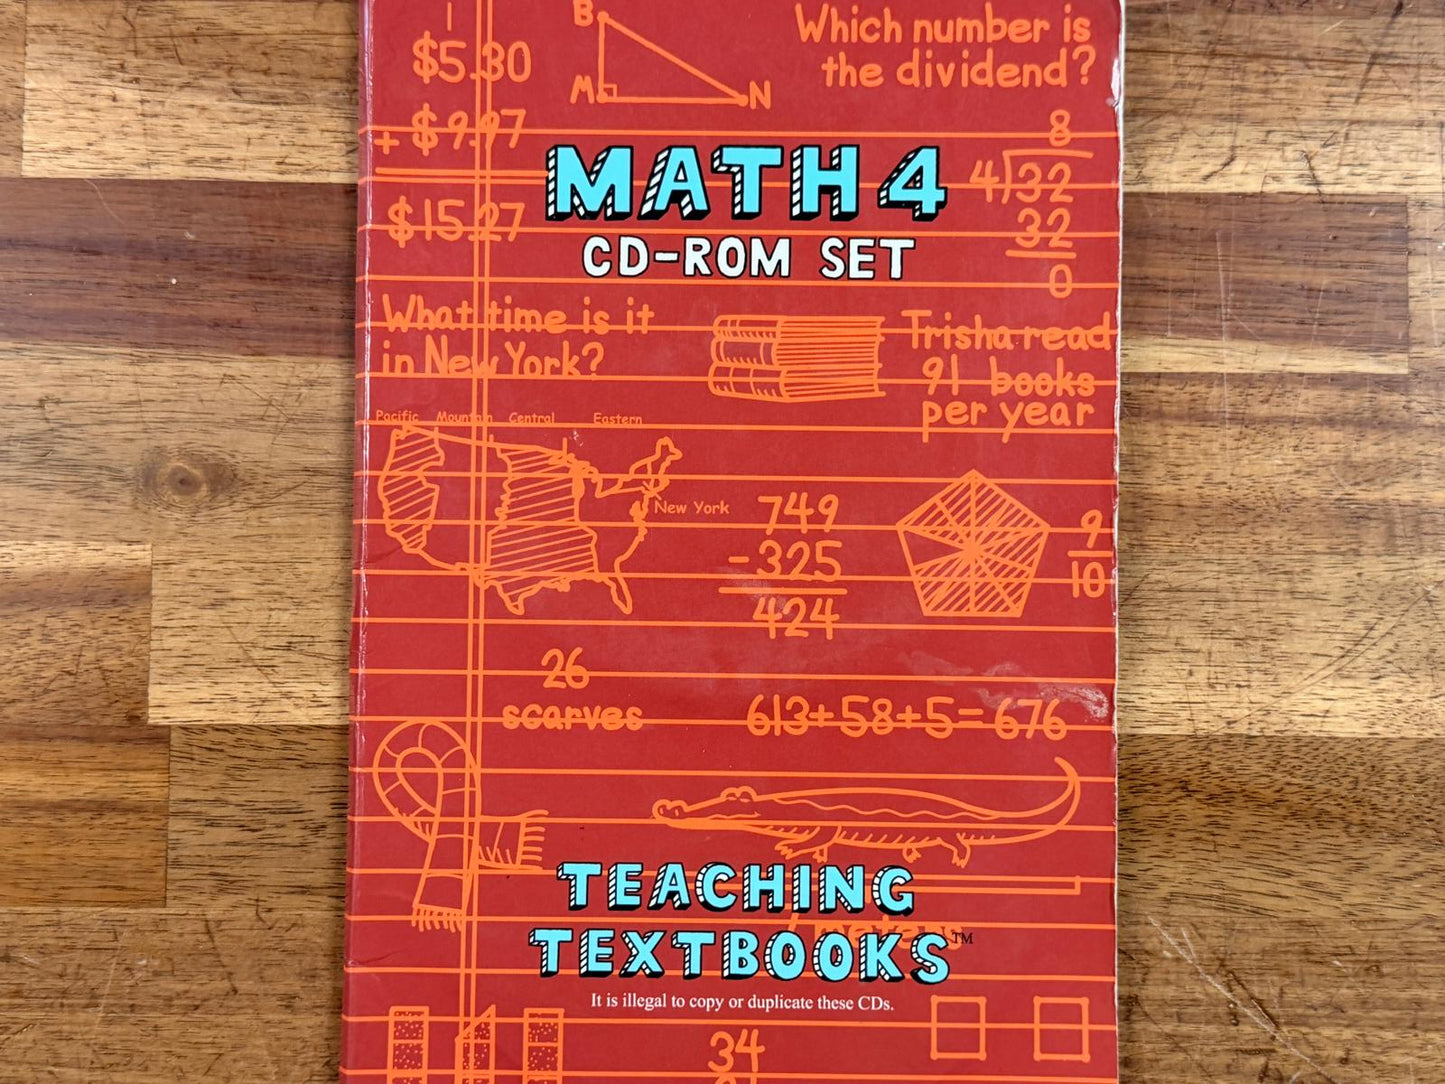 1
$5.30
+ $9.97
$15.27
B
M
N
Which number is
the dividend?
8
4)32
32
0
MATH 4
CD-ROM SET
What time is it
in New York?
Trisha read
91 books
per year
Pacific Mountain Central Eastern
New York
749
-325
424
9
10
26
scarves
613+58+5=676
TEACHING
TEXTBOOKS™
It is illegal to copy or duplicate these CDs.
34